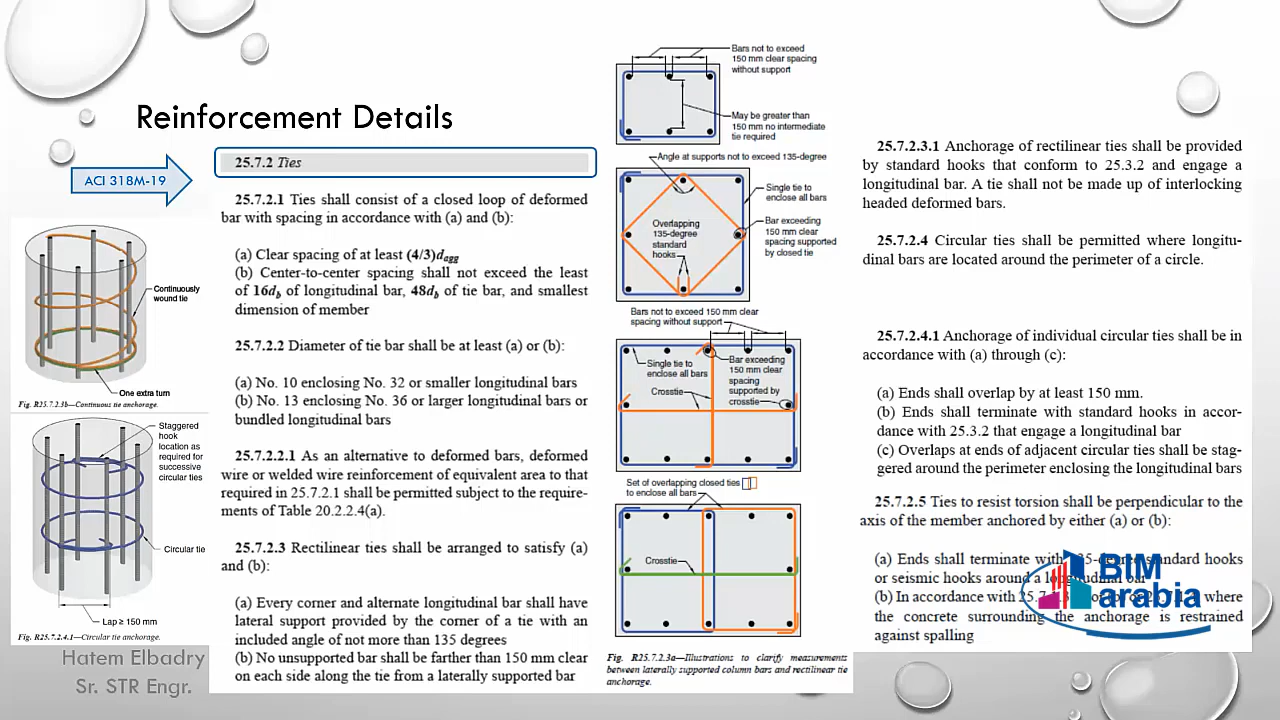 Reinforcement Details
ACI 318M-19
25.7.2 Ties
25.7.2.1 Ties shall consist of a closed loop of deformed
bar with spacing in accordance with (a) and (b):
(a) Clear spacing of at least (4/3)dagg
(b) Center-to-center spacing shall not exceed the least
of 16db of longitudinal bar, 48db of tie bar, and smallest
dimension of member
25.7.2.2 Diameter of tie bar shall be at least (a) or (b):
(a) No. 10 enclosing No. 32 or smaller longitudinal bars
(b) No. 13 enclosing No. 36 or larger longitudinal bars or
bundled longitudinal bars
25.7.2.2.1 As an alternative to deformed bars, deformed
wire or welded wire reinforcement of equivalent area to that
required in 25.7.2.1 shall be permitted subject to the require-
ments of Table 20.2.2.4(a).
25.7.2.3 Rectilinear ties shall be arranged to satisfy (a)
and (b):
(a) Every corner and alternate longitudinal bar shall have
lateral support provided by the corner of a tie with an
included angle of not more than 135 degrees
(b) No unsupported bar shall be farther than 150 mm clear
on each side along the tie from a laterally supported bar
Continuously
wound tie
One extra turn
Fig. R25.7.2.3b—Continuous tie anchorage.
Staggered
hook
location as
required for
successive
circular ties
Circular tie
Lap ≥ 150 mm
Fig. R25.7.2.4.1—Circular tie anchorage.
Hatem Elbadry
Sr. STR Engr.
Bars not to exceed
150 mm clear spacing
without support
May be greater than
150 mm no intermediate
tie required
Angle at supports not to exceed 135-degree
Single tie to
enclose all bars
Overlapping
135-degree
standard
hooks
Bar exceeding
150 mm clear
spacing supported
by closed tie
Bars not to exceed 150 mm clear
spacing without support
Single tie to
enclose all bars
Crosstie
Bar exceeding
150 mm clear
spacing
supported by
crosstie
Set of overlapping closed ties
to enclose all bars
Crosstie
Fig. R25.7.2.3a—Illustrations to clarify measurements
between laterally supported column bars and rectilinear tie
anchorage.
25.7.2.3.1 Anchorage of rectilinear ties shall be provided
by standard hooks that conform to 25.3.2 and engage a
longitudinal bar. A tie shall not be made up of interlocking
headed deformed bars.
25.7.2.4 Circular ties shall be permitted where longitu-
dinal bars are located around the perimeter of a circle.
25.7.2.4.1 Anchorage of individual circular ties shall be in
accordance with (a) through (c):
(a) Ends shall overlap by at least 150 mm.
(b) Ends shall terminate with standard hooks in accor-
dance with 25.3.2 that engage a longitudinal bar
(c) Overlaps at ends of adjacent circular ties shall be stag-
gered around the perimeter enclosing the longitudinal bars
25.7.2.5 Ties to resist torsion shall be perpendicular to the
axis of the member anchored by either (a) or (b):
(a) Ends shall terminate with standard hooks
or seismic hooks around a longitudinal bar
(b) In accordance with where
the concrete surrounding the anchorage is restrained
against spalling
BIM
arabia